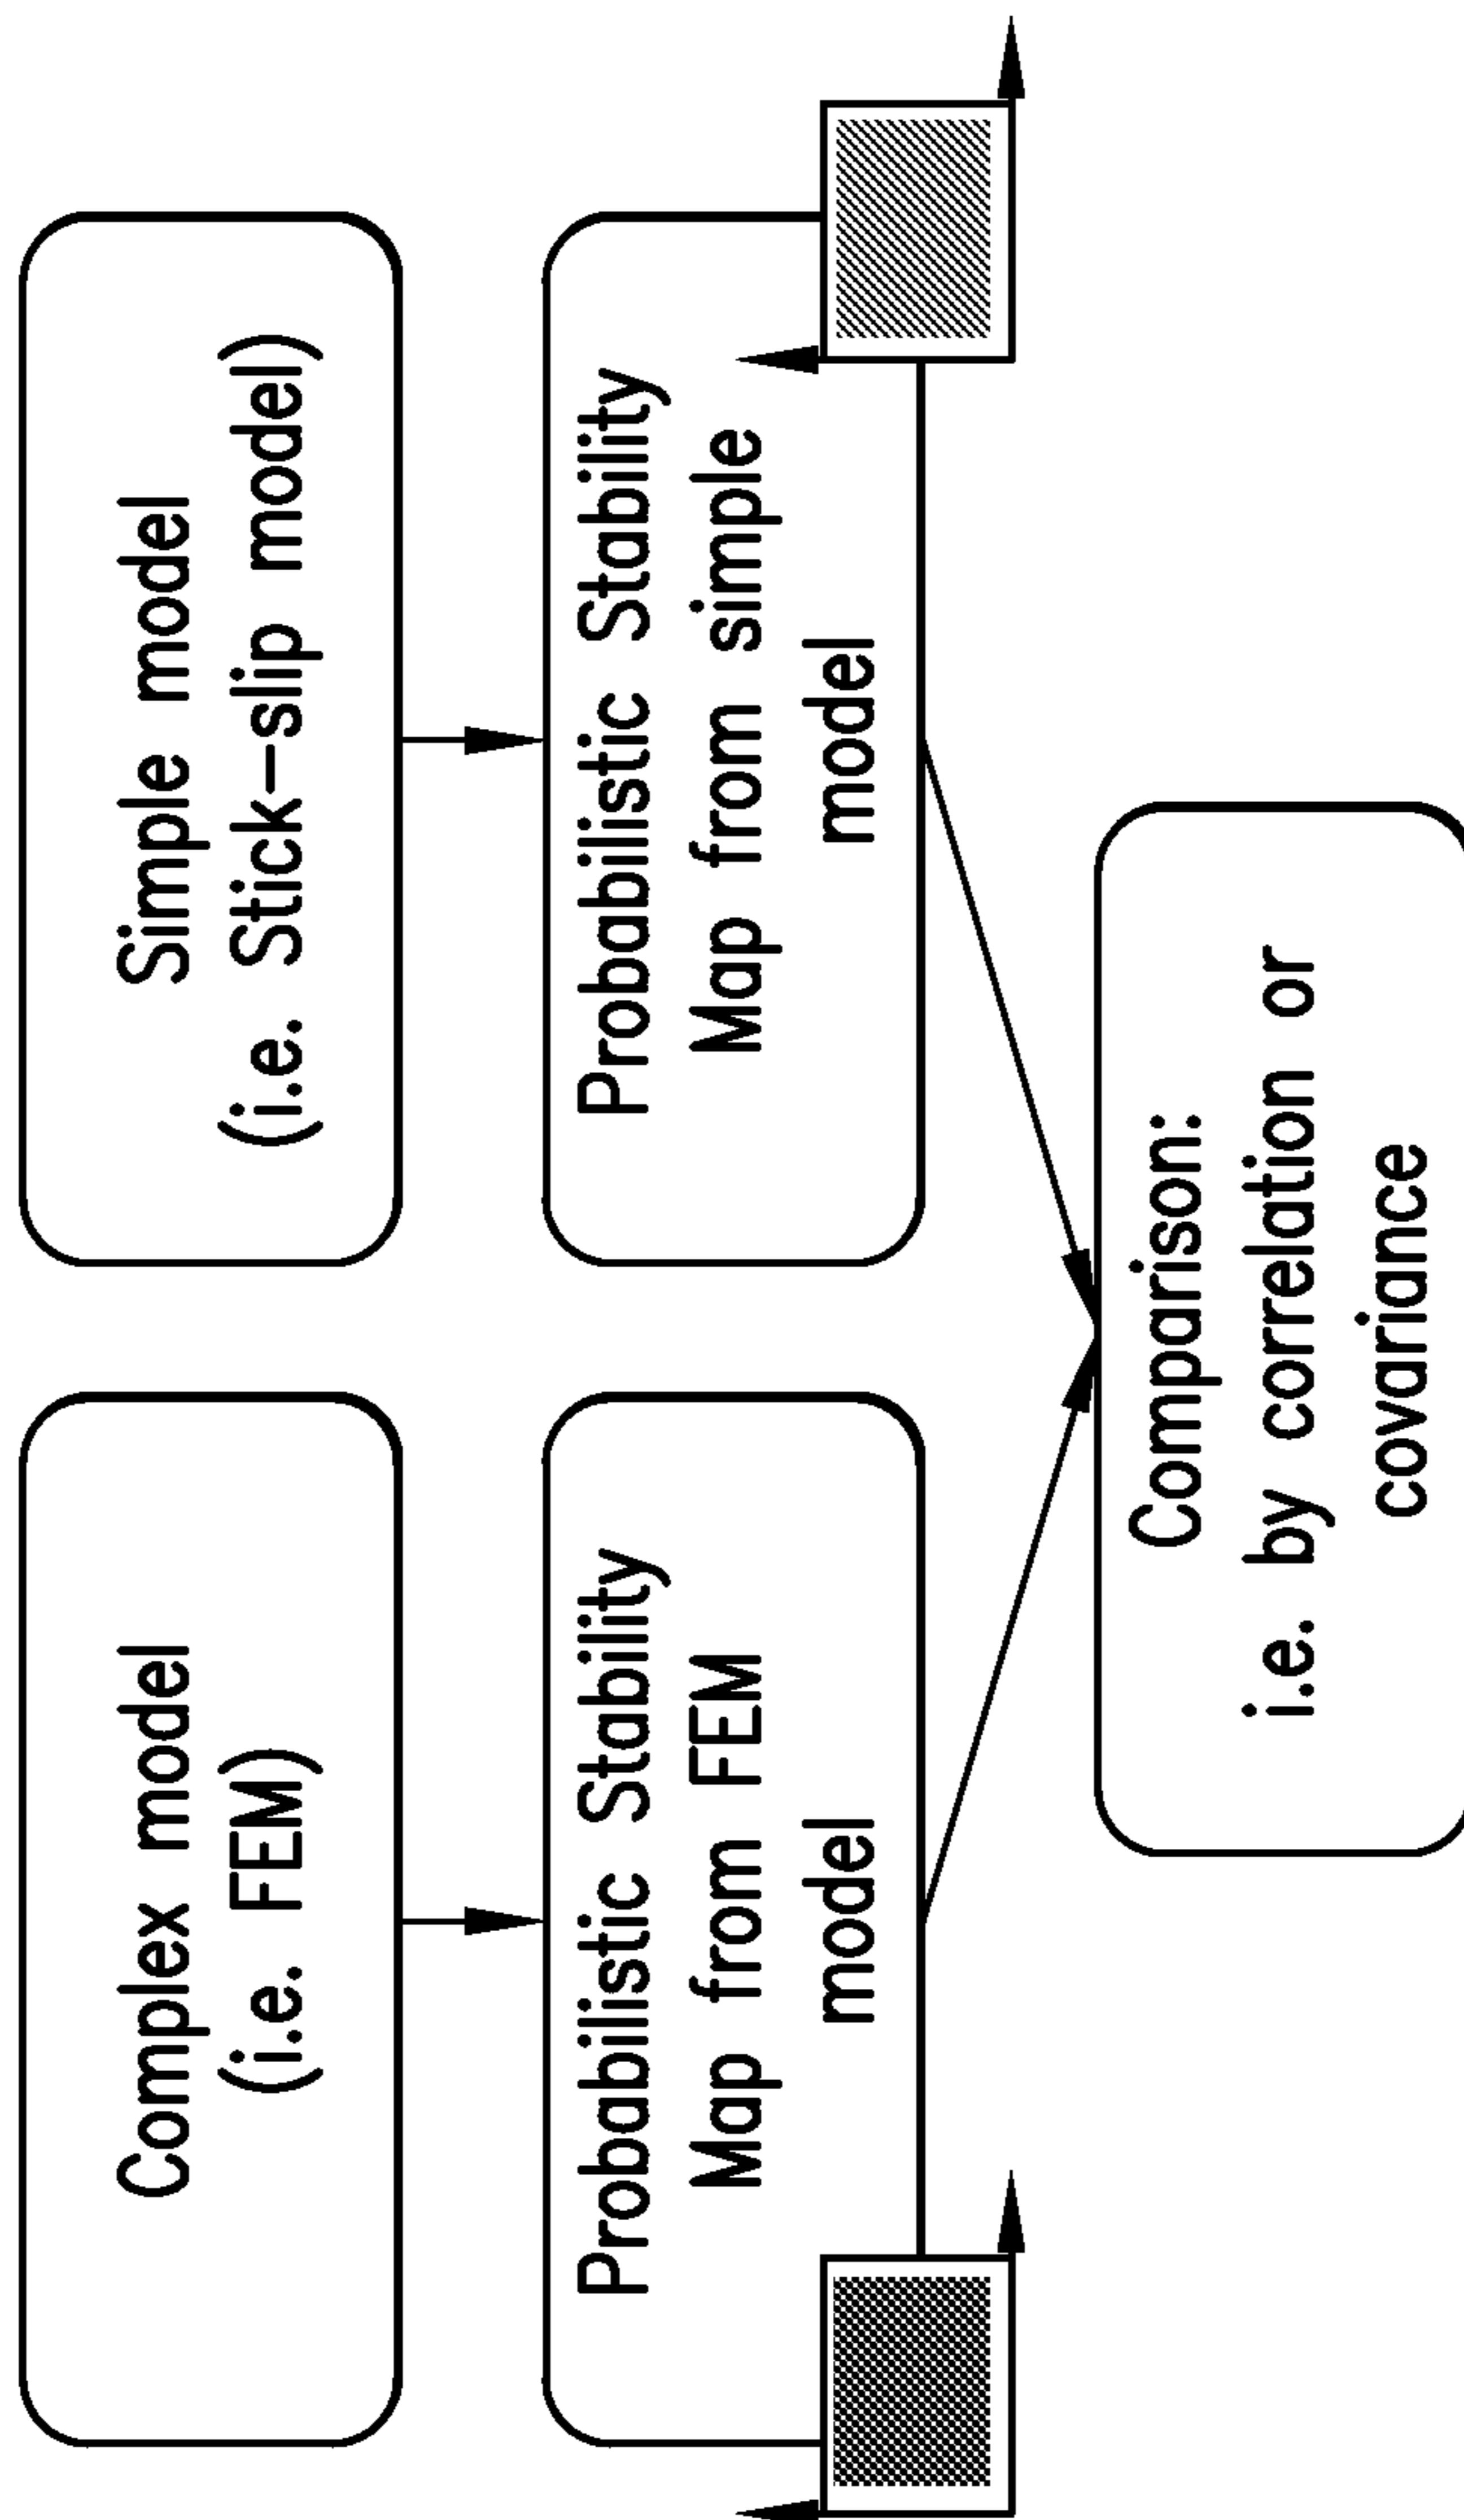 Complex model
(i.e. FEM)
Simple model
(i.e. Stick-slip model)
Probabilistic Stability
Map from FEM
model
Probabilistic Stability
Map from simple
model
Comparison:
i.e. by correlation or
covariance